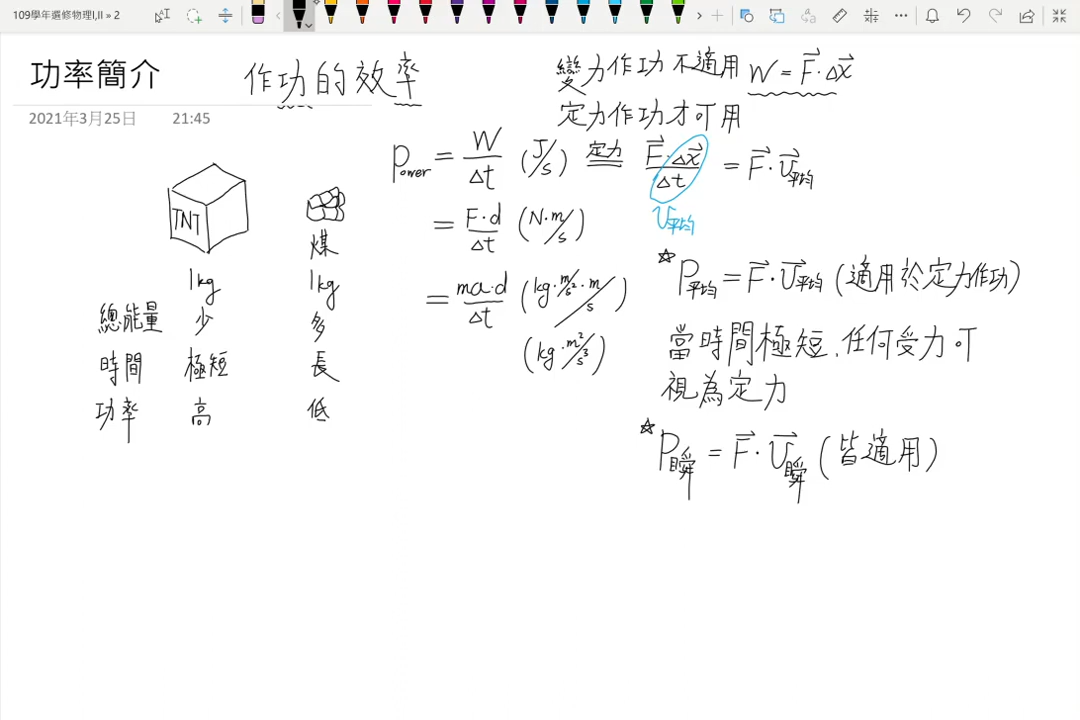 109學年選修物理I,II » 2
功率簡介
2021年3月25日 21:45
作功的效率
變力作功不適用 W = F⃗·Δx⃗
定力作功才可用
TNT
煤
1kg 1kg
總能量 少 多
時間 極短 長
功率 高 低
Power = W/Δt (J/s) 定力== F⃗·Δx⃗/Δt = F⃗·v⃗平均
v平均
= F·d/Δt (N·m/s)
= ma·d/Δt (kg·m/s²·m/s)
(kg·m²/s³)
☆P平均 = F⃗·v⃗平均 (適用於定力作功)
當時間極短，任何受力可
視為定力
☆P瞬 = F⃗·v⃗瞬 (皆適用)